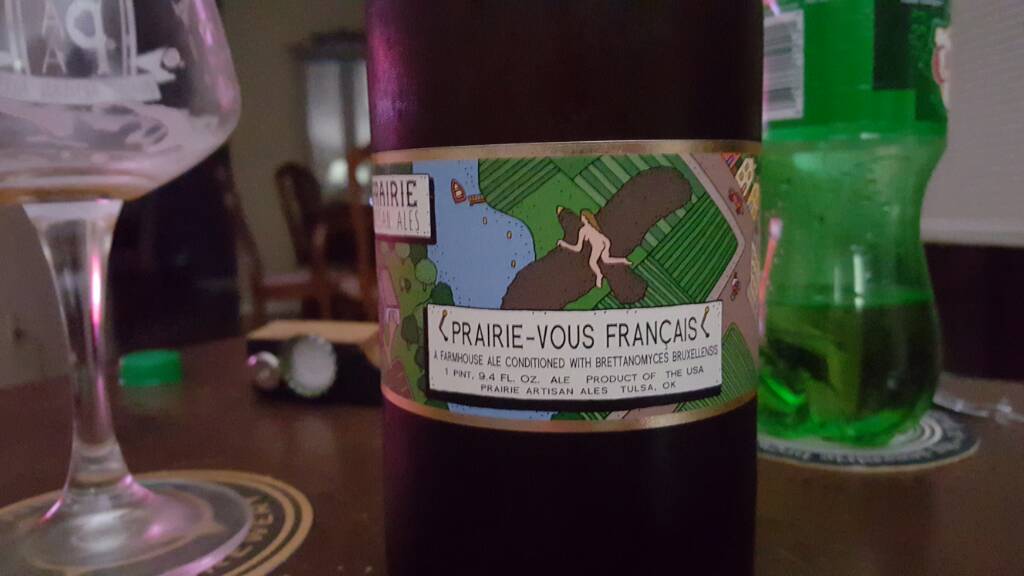 PRAIRIE
ALES
PRAIRIE-VOUS FRANÇAIS
A FARMHOUSE ALE CONDITIONED WITH BRETTANOMYCES BRUXELLENSIS
1 PINT, 9.4 FL. OZ. ALE PRODUCT OF THE USA
PRAIRIE ARTISAN ALES TULSA, OK